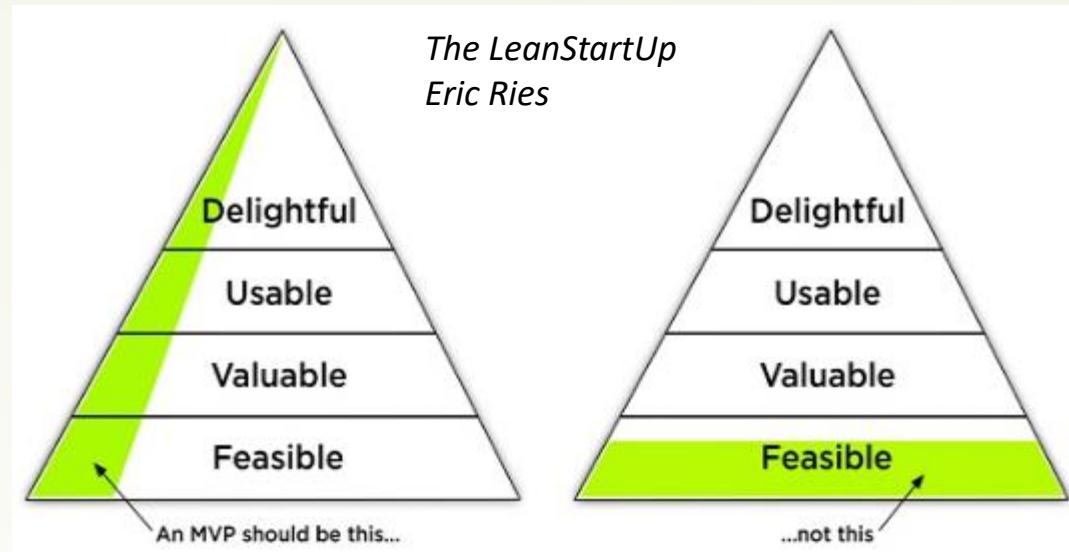 The LeanStartUp
Eric Ries
Delightful
Usable
Valuable
Feasible
An MVP should be this...
Delightful
Usable
Valuable
Feasible
...not this